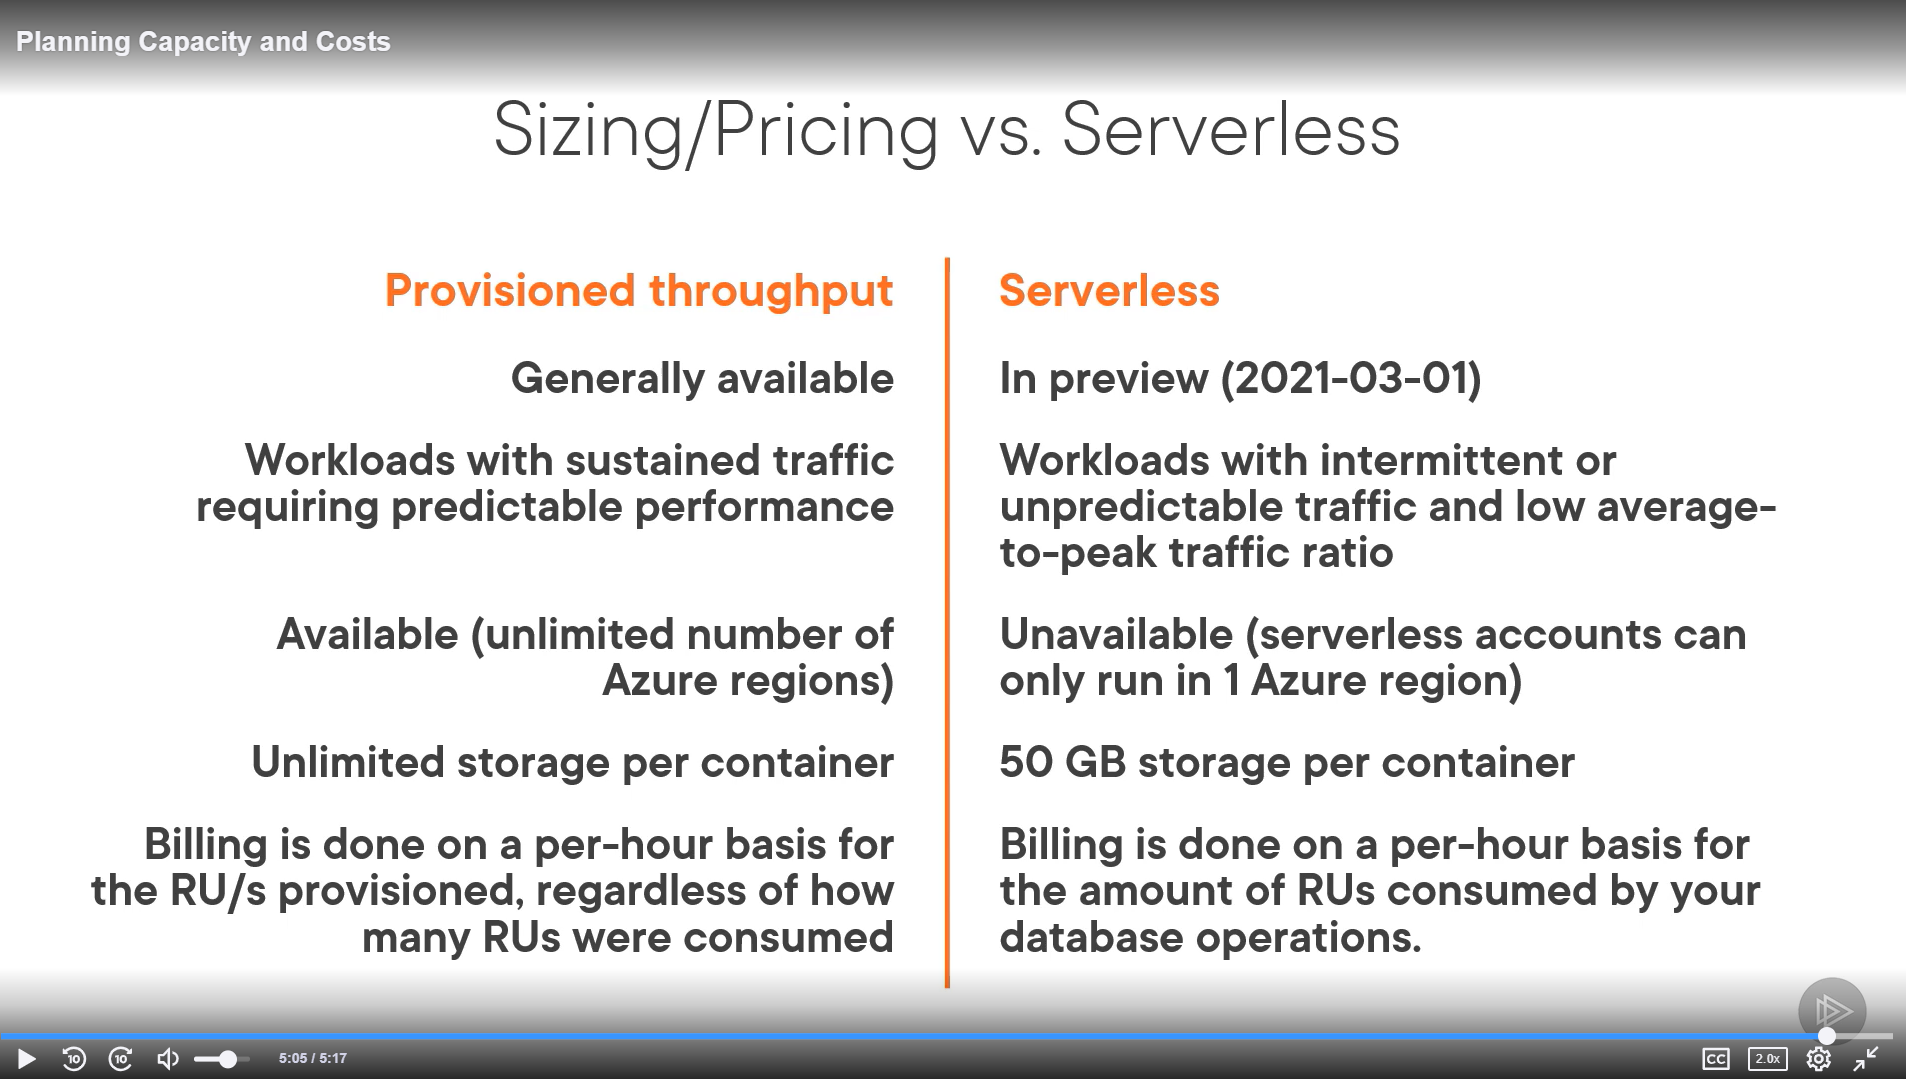 Planning Capacity and Costs
Sizing/Pricing vs. Serverless
Provisioned throughput
Generally available
Workloads with sustained traffic
requiring predictable performance
Available (unlimited number of
Azure regions)
Unlimited storage per container
Billing is done on a per-hour basis for
the RU/s provisioned, regardless of how
many RUs were consumed
Serverless
In preview (2021-03-01)
Workloads with intermittent or
unpredictable traffic and low average-
to-peak traffic ratio
Unavailable (serverless accounts can
only run in 1 Azure region)
50 GB storage per container
Billing is done on a per-hour basis for
the amount of RUs consumed by your
database operations.
10
10
5:05 / 5:17
CC
2.0x